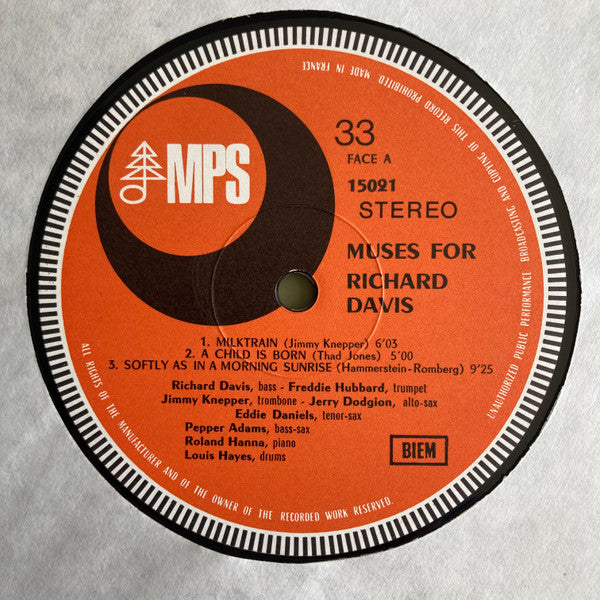 MPS
33
FACE A
15021
STEREO
MUSES FOR
RICHARD
DAVIS
1. MILKTRAIN (Jimmy Knepper) 6'03
2. A CHILD IS BORN (Thad Jones) 5'00
3. SOFTLY AS IN A MORNING SUNRISE (Hammerstein-Romberg) 9'25
Richard Davis, bass - Freddie Hubbard, trumpet
Jimmy Knepper, trombone - Jerry Dodgion, alto-sax
Eddie Daniels, tenor-sax
Pepper Adams, bass-sax
Roland Hanna, piano
Louis Hayes, drums
BIEM
ALL RIGHTS OF THE MANUFACTURER AND OF THE OWNER OF THE RECORDED WORK RESERVED.
UNAUTHORIZED PUBLIC PERFORMANCE BROADCASTING AND COPYING OF THIS RECORD PROHIBITED. MADE IN FRANCE